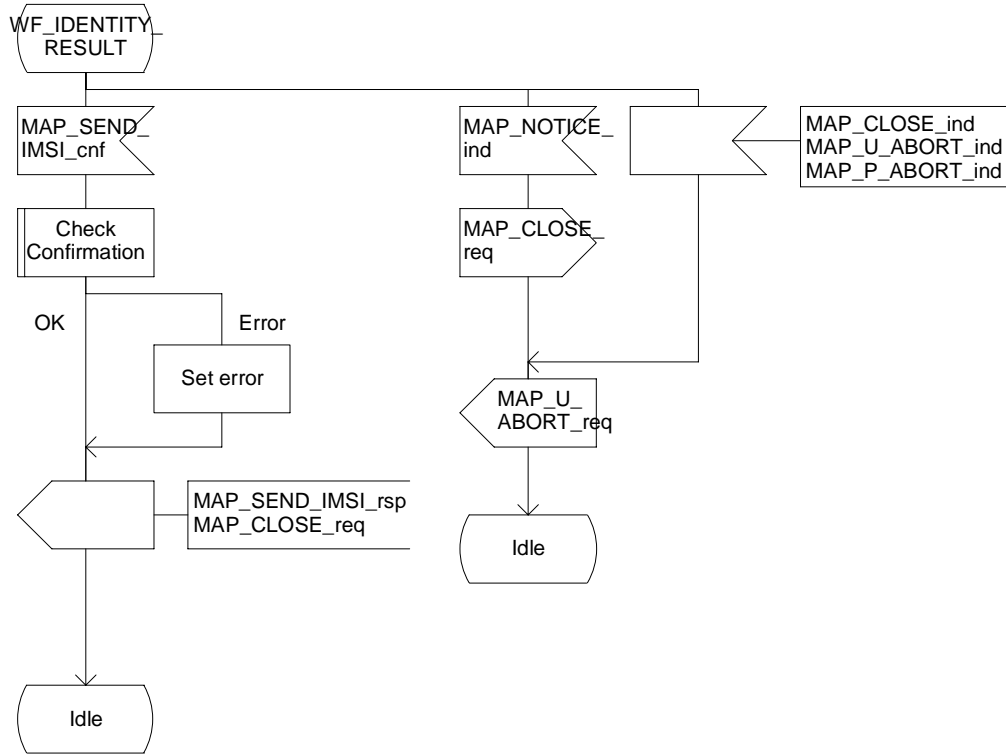 WF_IDENTITY_
RESULT
MAP_SEND_
IMSI_cnf
MAP_NOTICE_
ind
MAP_CLOSE_ind
MAP_U_ABORT_ind
MAP_P_ABORT_ind
Check
Confirmation
MAP_CLOSE_
req
OK
Error
Set error
MAP_U_
ABORT_req
MAP_SEND_IMSI_rsp
MAP_CLOSE_req
Idle
Idle